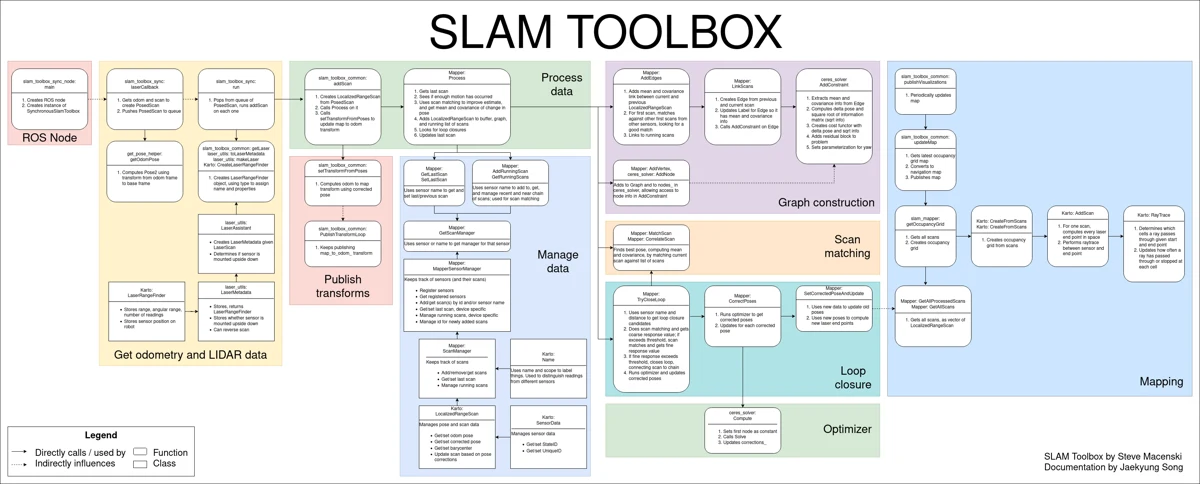 SLAM TOOLBOX
slam_toolbox_sync_node:
main
1. Creates ROS node
2. Creates instance of
SynchronousSlamToolbox
ROS Node
slam_toolbox_sync:
laserCallback
1. Gets odom and scan to
create PosedScan
2. Pushes PosedScan to queue
slam_toolbox_sync:
run
1. Pops from queue of
PosedScan, runs addScan
on each one
get_pose_helper:
getOdomPose
1. Computes Pose2 using
transform from odom frame to
base frame
slam_toolbox_common: getLaser
laser_utils: toLaserMetadata
laser_utils: makeLaser
Karto: CreateLaserRangeFinder
1. Creates LaserRangeFinder
object, using type to assign
name and properties
laser_utils:
LaserAssistant
Creates LaserMetadata given
LaserScan
Determines if sensor is
mounted upside down
Karto:
LaserRangeFinder
Stores range, angular range,
number of readings
Stores sensor position on
robot
laser_utils:
LaserMetadata
Stores, returns
LaserRangeFinder
Stores whether sensor is
mounted upside down
Can reverse scan
Get odometry and LIDAR data
slam_toolbox_common:
addScan
1. Creates LocalizedRangeScan
from PosedScan
2. Calls Process on it
3. Calls
setTransformFromPoses to
update map to odom
transform
Mapper:
Process
1. Gets last scan
2. Sees if enough motion has occurred
3. Uses scan matching to improve estimate,
and get mean and covariance of change in
pose
4. Adds LocalizedRangeScan to buffer, graph,
and running list of scans
5. Looks for loop closures
6. Updates last scan
Process
data
slam_toolbox_common:
setTransformFromPoses
1. Computes odom to map
transform using corrected
pose
slam_toolbox_common:
PublishTransformLoop
1. Keeps publishing
map_to_odom_ transform
Publish
transforms
Mapper:
GetLastScan
SetLastScan
Uses sensor name to get and
set last/previous scan
Mapper:
AddRunningScan
GetRunningScans
Uses sensor name to add to, get,
and manage recent and near chain
of scans; used for scan matching
Mapper:
GetScanManager
Uses sensor or name to get manager for that sensor
Mapper:
MapperSensorManager
Keeps track of sensors (and their scans)
Register sensors
Get registered sensors
Add/get scan(s) by id and/or sensor name
Get/set last scan, device specific
Manage running scans, device specific
Manage id for newly added scans
Manage
data
Mapper:
ScanManager
Keeps track of scans
Add/remove/get scans
Get/set last scan
Manage running scans
Karto:
Name
Uses name and scope to label
things. Used to distinguish readings
from different sensors
Karto:
LocalizedRangeScan
Manages pose and scan data
Get/set odom pose
Get/set corrected pose
Get/set barycenter
Update scan based on pose
corrections
Karto:
SensorData
Manages sensor data
Get/set StateID
Get/set UniqueID
Mapper:
AddEdges
1. Adds mean and covariance
link between current and
previous
LocalizedRangeScan
2. For first scan, matches
against other first scans from
other sensors, looking for a
good match
3. Links to running scans
Mapper:
LinkScans
1. Creates Edge from previous
and current scan
2. Updates Label for Edge so it
has mean and covariance
info
3. Calls AddConstraint on Edge
ceres_solver
AddConstraint
1. Extracts mean and
covariance info from Edge
2. Computes delta pose and
square root of information
matrix (sqrt info)
3. Creates cost functor with
delta pose and sqrt info)
4. Adds residual block to
problem
5. Sets parameterization for yaw
Mapper: AddVertex,
ceres_solver: AddNode
Adds to Graph and to nodes_ in
ceres_solver, allowing access to
node info in AddConstraint
Graph construction
Mapper: MatchScan
Mapper: CorrelateScan
Finds best pose, computing mean
and covariance, by matching current
scan against list of scans
Scan
matching
Mapper:
TryCloseLoop
1. Uses sensor name and
distance to get loop closure
candidates
2. Does scan matching and gets
coarse response value; if
exceeds threshold, scan
matches and gets fine
response value
3. If fine response exceeds
threshold, closes loop,
connecting scan to chain
4. Runs optimizer and updates
corrected poses
Mapper:
CorrectPoses
1. Runs optimizer to get
corrected poses
2. Updates for each corrected
pose
Mapper:
SetCorrectedPoseAndUpdate
1. Uses new data to update old
poses
2. Uses new poses to compute
new laser end points
Loop
closure
ceres_solver:
Compute
1. Sets first node as constant
2. Calls Solve
3. Updates corrections_
Optimizer
slam_toolbox_common:
publishVisualizations
1. Periodically updates
map
slam_toolbox_common:
updateMap
1. Gets latest occupancy
grid map
2. Converts to
navigation map
3. Publishes map
slam_mapper:
getOccupancyGrid
1. Gets all scans
2. Creates occupancy
grid.
Karto: CreateFromScans
Karto: CreateFromScans
1. Creates occupancy
grid from scans
Karto: AddScan
1. For one scan,
computes every laser
end point in space
2. Performs raytrace
between sensor and
end point
Karto: RayTrace
1. Determines which
cells a ray passes
through given start
and end point
2. Updates how often a
ray has passed
through or stopped at
each cell
Mapper: GetAllProcessedScans
Mapper: GetAllScans
1. Gets all scans, as vector of
LocalizedRangeScan
Mapping
Legend
Directly calls / used by
Function
Indirectly influences
Class
SLAM Toolbox by Steve Macenski
Documentation by Jaekyung Song